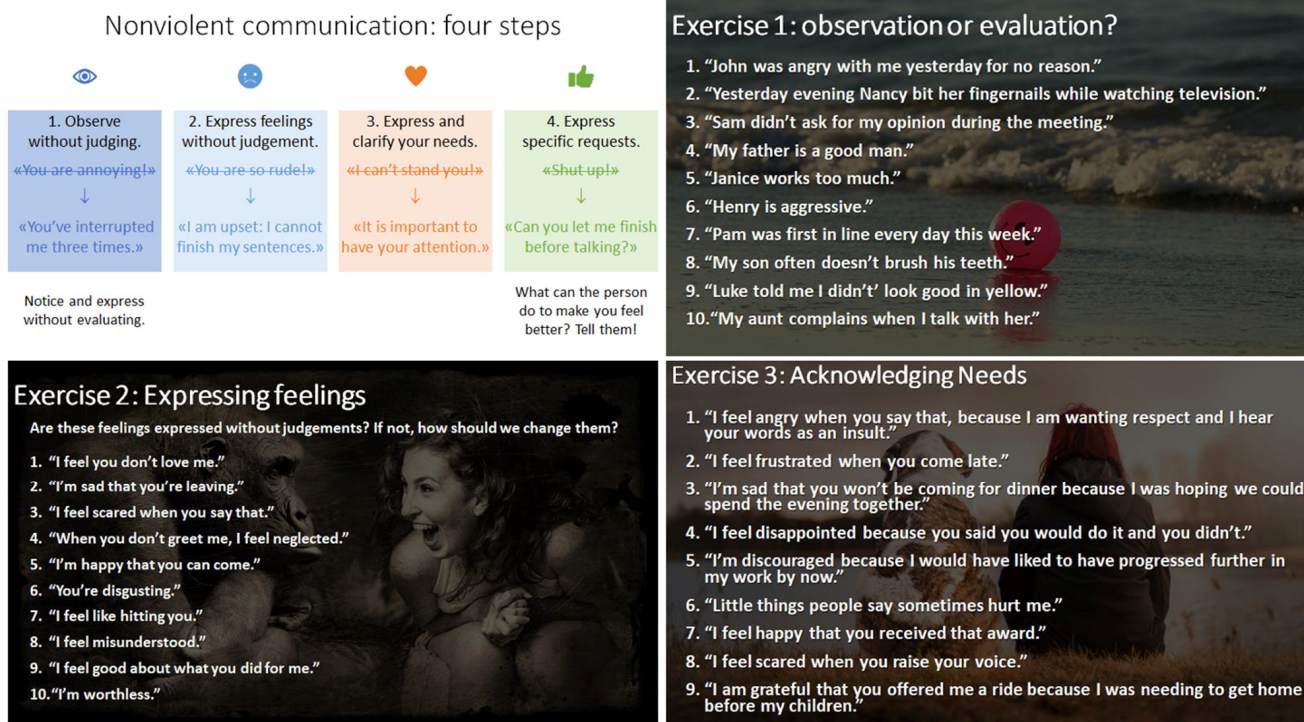 Nonviolent communication: four steps
1. Observe
without judging.
«You are annoying!»
↓
«You've interrupted
me three times.»
Notice and express
without evaluating.
2. Express feelings
without judgement.
«You are so rude!»
↓
«I am upset: I cannot
finish my sentences.»
3. Express and
clarify your needs.
«I can't stand you!»
↓
«It is important to
have your attention.»
4. Express
specific requests.
«Shut up!»
↓
«Can you let me finish
before talking?»
What can the person
do to make you feel
better? Tell them!
Exercise 1: observation or evaluation?
1. “John was angry with me yesterday for no reason.”
2. “Yesterday evening Nancy bit her fingernails while watching television.”
3. “Sam didn’t ask for my opinion during the meeting.”
4. “My father is a good man.”
5. “Janice works too much.”
6. “Henry is aggressive.”
7. “Pam was first in line every day this week.”
8. “My son often doesn’t brush his teeth.”
9. “Luke told me I didn’t’ look good in yellow.”
10.“My aunt complains when I talk with her.”
Exercise 2: Expressing feelings
Are these feelings expressed without judgements? If not, how should we change them?
1. “I feel you don’t love me.”
2. “I’m sad that you’re leaving.”
3. “I feel scared when you say that.”
4. “When you don’t greet me, I feel neglected.”
5. “I’m happy that you can come.”
6. “You’re disgusting.”
7. “I feel like hitting you.”
8. “I feel misunderstood.”
9. “I feel good about what you did for me.”
10.“I’m worthless.”
Exercise 3: Acknowledging Needs
1. “I feel angry when you say that, because I am wanting respect and I hear
your words as an insult.”
2. “I feel frustrated when you come late.”
3. “I’m sad that you won’t be coming for dinner because I was hoping we could
spend the evening together.”
4. “I feel disappointed because you said you would do it and you didn’t.”
5. “I’m discouraged because I would have liked to have progressed further in
my work by now.”
6. “Little things people say sometimes hurt me.”
7. “I feel happy that you received that award.”
8. “I feel scared when you raise your voice.”
9. “I am grateful that you offered me a ride because I was needing to get home
before my children.”